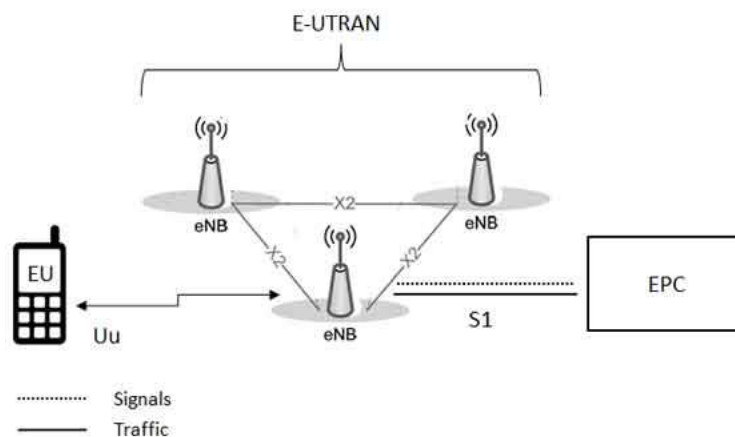 E-UTRAN
eNB
X2
eNB
X2
X2
eNB
EU
Uu
S1
EPC
Signals
Traffic